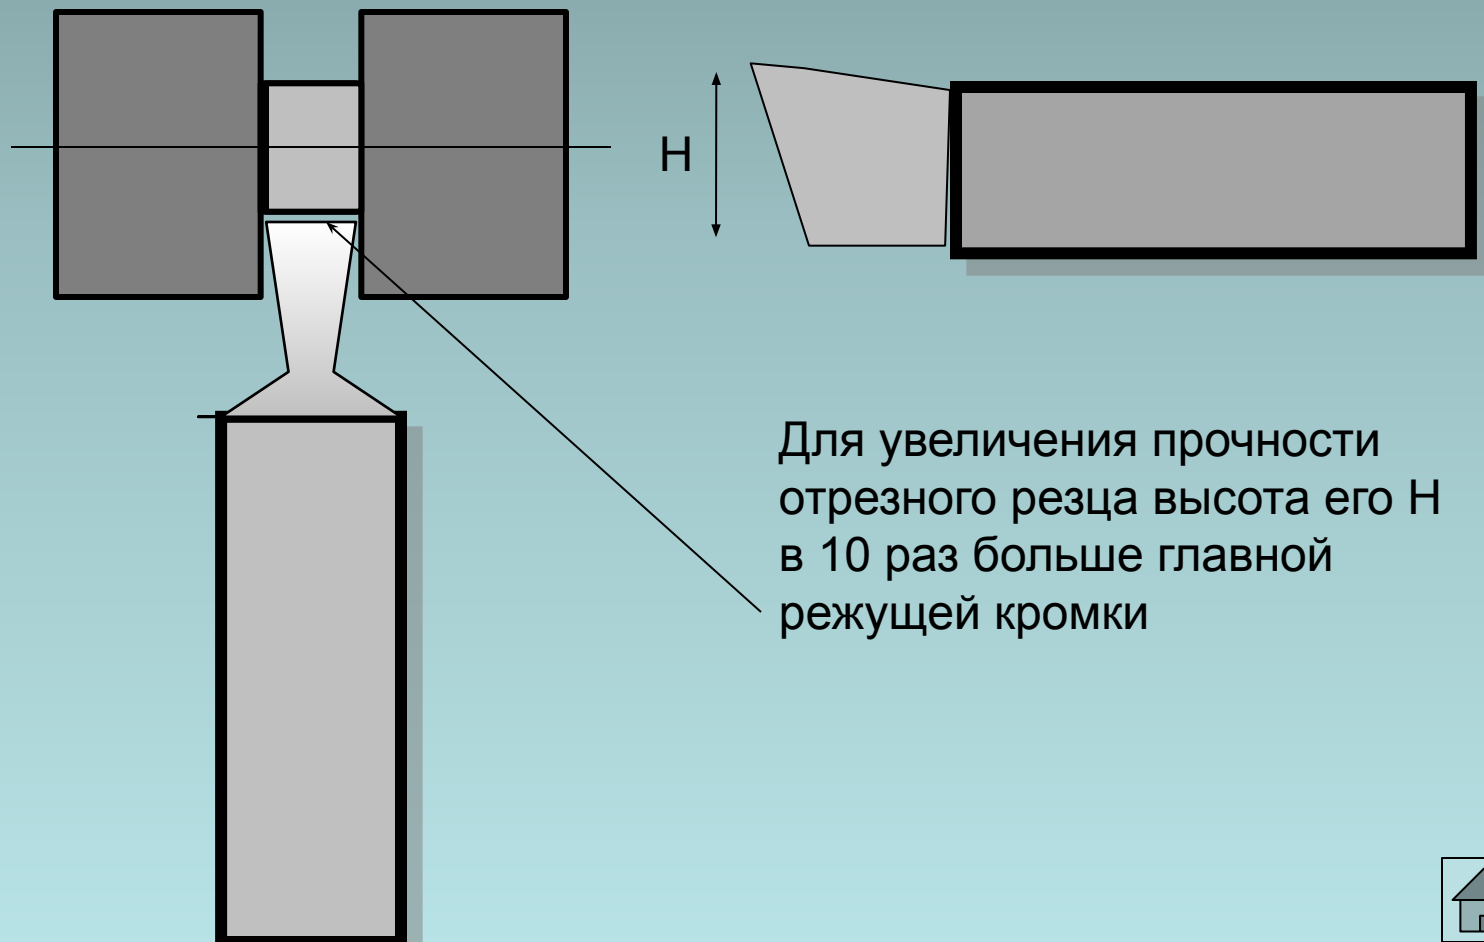 Н
Для увеличения прочности
отрезного резца высота его Н
в 10 раз больше главной
режущей кромки